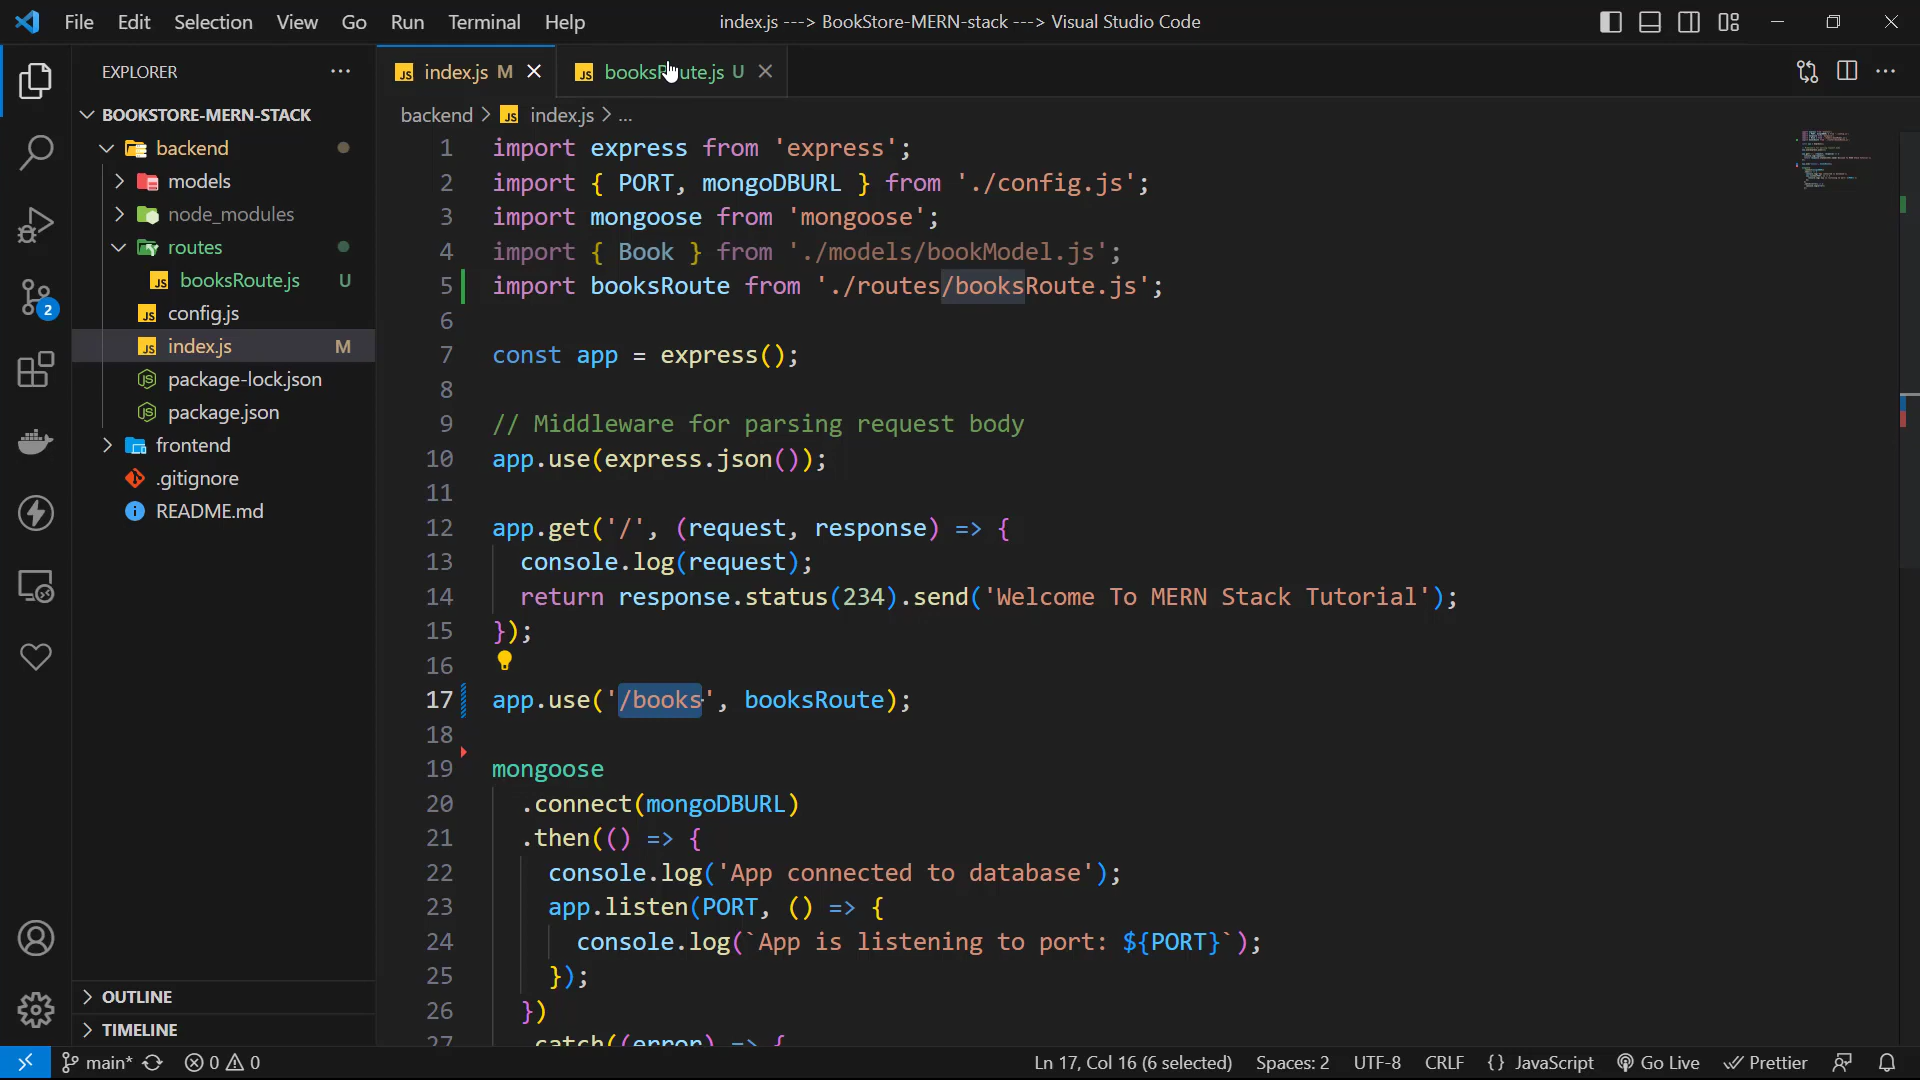 File Edit Selection View Go Run Terminal Help index.js ---> BookStore-MERN-stack ---> Visual Studio Code
EXPLORER
BOOKSTORE-MERN-STACK
backend
models
node_modules
routes
booksRoute.js U
config.js
index.js M
package-lock.json
package.json
frontend
.gitignore
README.md
OUTLINE
TIMELINE
2
index.js M booksRoute.js U
backend > index.js > ...
1 import express from 'express';
2 import { PORT, mongoDBURL } from './config.js';
3 import mongoose from 'mongoose';
4 import { Book } from './models/bookModel.js';
5 import booksRoute from './routes/booksRoute.js';
6
7 const app = express();
8
9 // Middleware for parsing request body
10 app.use(express.json());
11
12 app.get('/', (request, response) => {
13 console.log(request);
14 return response.status(234).send('Welcome To MERN Stack Tutorial');
15 });
16
17 app.use('/books', booksRoute);
18
19 mongoose
20 .connect(mongoDBURL)
21 .then(() => {
22 console.log('App connected to database');
23 app.listen(PORT, () => {
24 console.log(`App is listening to port: ${PORT}`);
25 });
26 })
27 .catch((error) => {
main* 0 0 Ln 17, Col 16 (6 selected) Spaces: 2 UTF-8 CRLF {} JavaScript Go Live Prettier